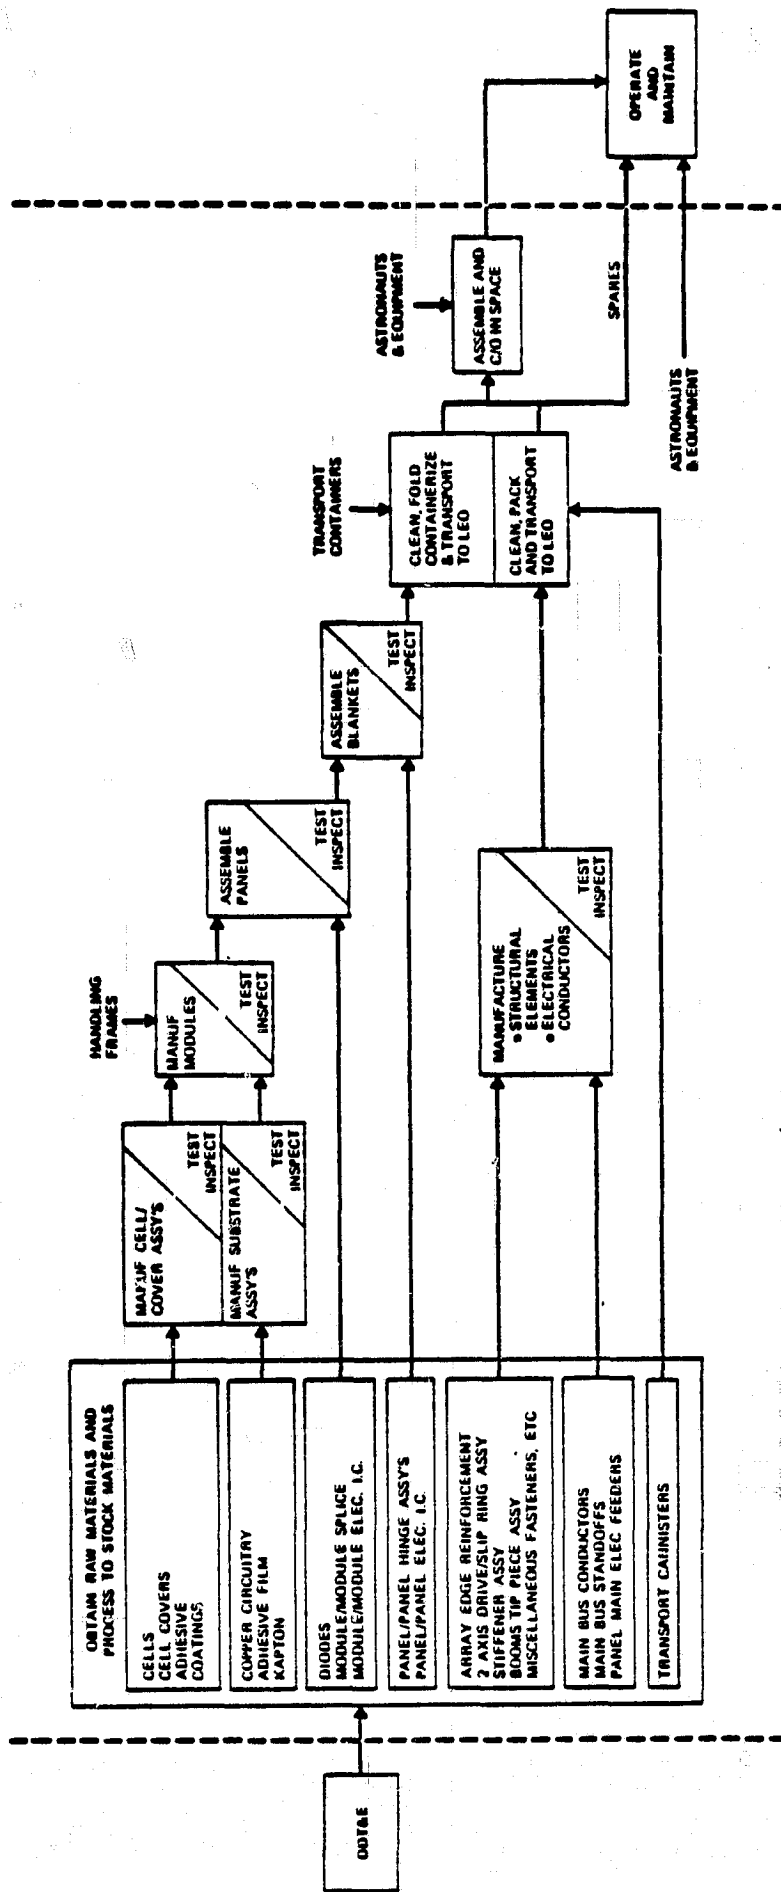 DDT&E
OBTAIN RAW MATERIALS AND
PROCESS TO STOCK MATERIALS
CELLS
CELL COVERS
ADHESIVE
COATINGS
COPPER CIRCUITRY
ADHESIVE FILM
KAPTON
DIODES
MODULE/MODULE SPLICE
MODULE/MODULE ELEC. I.C.
PANEL/PANEL HINGE ASSY'S
PANEL/PANEL ELEC. I.C.
ARRAY EDGE REINFORCEMENT
2 AXIS DRIVE/SLIP RING ASSY
STIFFENER ASSY
BOOMS TIP PIECE ASSY
MISCELLANEOUS FASTENERS, ETC
MAIN BUS CONDUCTORS
MAIN BUS STANDOFFS
PANEL MAIN ELEC FEEDERS
TRANSPORT CANNISTERS
MANUF CELL/
COVER ASSY'S
TEST
INSPECT
MANUF SUBSTRATE
ASSY'S
TEST
INSPECT
HANDLING
FRAMES
MANUF
MODULES
TEST
INSPECT
ASSEMBLE
PANELS
TEST
INSPECT
ASSEMBLE
BLANKETS
TEST
INSPECT
MANUFACTURE
• STRUCTURAL
ELEMENTS
• ELECTRICAL
CONDUCTORS
TEST
INSPECT
TRANSPORT
CONTAINERS
CLEAN, FOLD
CONTAINERIZE
& TRANSPORT
TO LEO
CLEAN, PACK
AND TRANSPORT
TO LEO
ASTRONAUTS
& EQUIPMENT
ASSEMBLE AND
C/O IN SPACE
SPARES
ASTRONAUTS
& EQUIPMENT
OPERATE
AND
MAINTAIN